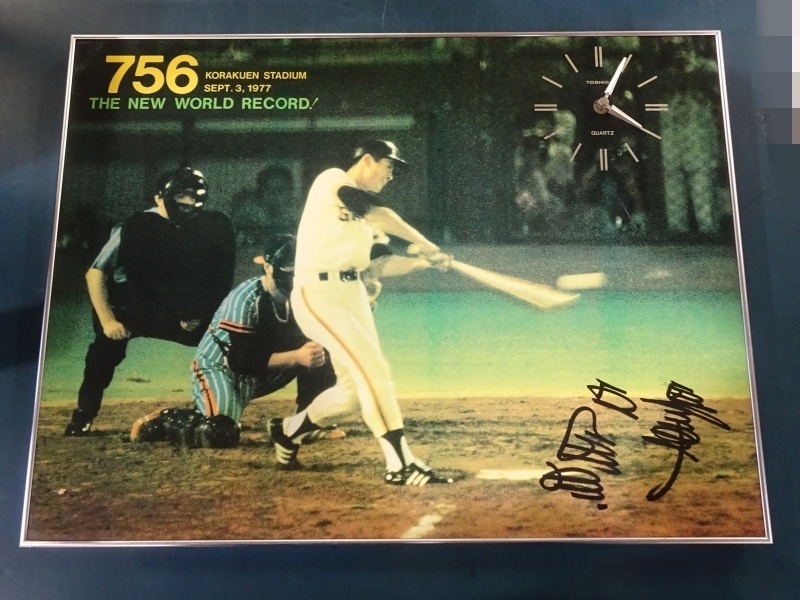 756 KORAKUEN STADIUM
SEPT. 3, 1977
THE NEW WORLD RECORD!
TOSHIBA
QUARTZ